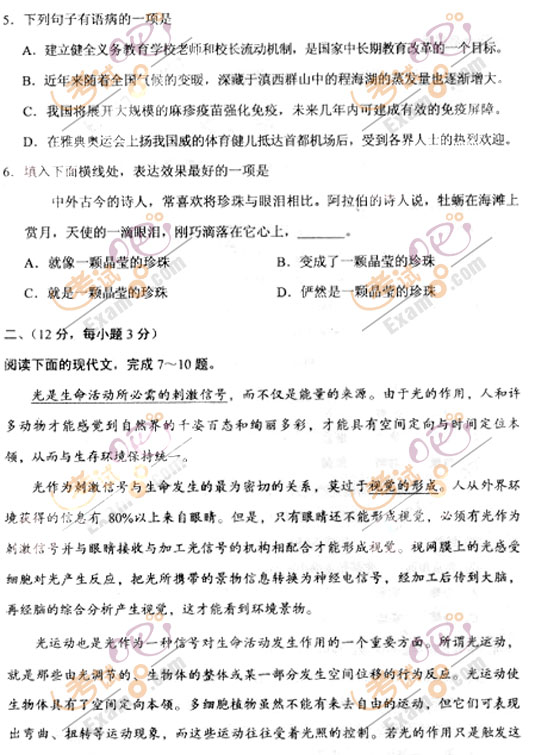 5．下列句子有语病的一项是
A．建立健全义务教育学校老师和校长流动机制，是国家中长期教育改革的一个目标。
B．近年来随着全国气候的变暖，深藏于滇西群山中的程海湖的蒸发量也逐渐增大。
C．我国将展开大规模的麻疹疫苗强化免疫，未来几年内可建成有效的免疫屏障。
D．在雅典奥运会上扬我国威的体育健儿抵达首都机场后，受到各界人士的热烈欢迎。
6．填入下面横线处，表达效果最好的一项是
中外古今的诗人，常喜欢将珍珠与眼泪相比。阿拉伯的诗人说，牡蛎在海滩上
赏月，天使的一滴眼泪，刚巧滴落在它心上，______。
A．就像一颗晶莹的珍珠 B．变成了一颗晶莹的珍珠
C．就是一颗晶莹的珍珠 D．俨然是一颗晶莹的珍珠
二、（12分，每小题3分）
阅读下面的现代文，完成7～10题。
光是生命活动所必需的刺激信号，而不仅是能量的来源。由于光的作用，人和许
多动物才能感觉到自然界的千姿百态和绚丽多彩，才能具有空间定向与时间定位本
领，从而与生存环境保持统一。
光作为刺激信号与生命发生的最为密切的关系，莫过于视觉的形成。人从外界环
境获得的信息有 80%以上来自眼睛。但是，只有眼睛还不能形成视觉，必须有光作为
刺激信号并与眼睛接收与加工光信号的机构相配合才能形成视觉。视网膜上的光感受
细胞对光产生反应，把光所携带的景物信息转换为神经电信号，经加工后传到大脑，
再经脑的综合分析产生视觉，这才能看到环境景物。
光运动也是光作为一种信号对生命活动发生作用的一个重要方面。所谓光运动，
就是那些由光调节的、生物体的整体或某一部分发生空间位移的行为反应。光运动使
生物体具有了空间定向本领。多细胞植物虽然不能有来去自由的运动，但它们可表现
出弯曲、扭转等运动现象，而这些运动往往受着光照的控制。若光的作用只是触发这